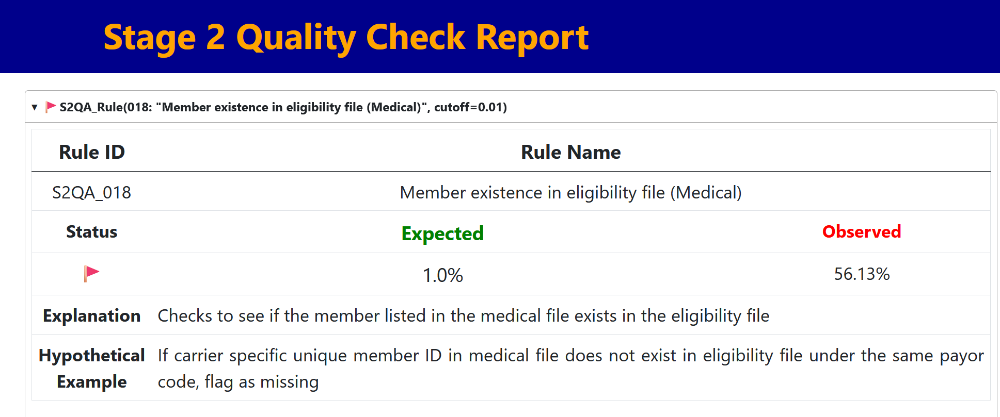 Stage 2 Quality Check Report
S2QA_Rule(018: "Member existence in eligibility file (Medical)", cutoff=0.01)
Rule ID Rule Name
S2QA_018 Member existence in eligibility file (Medical)
Status Expected Observed
1.0% 56.13%
Explanation Checks to see if the member listed in the medical file exists in the eligibility file
Hypothetical If carrier specific unique member ID in medical file does not exist in eligibility file under the same payor
Example code, flag as missing